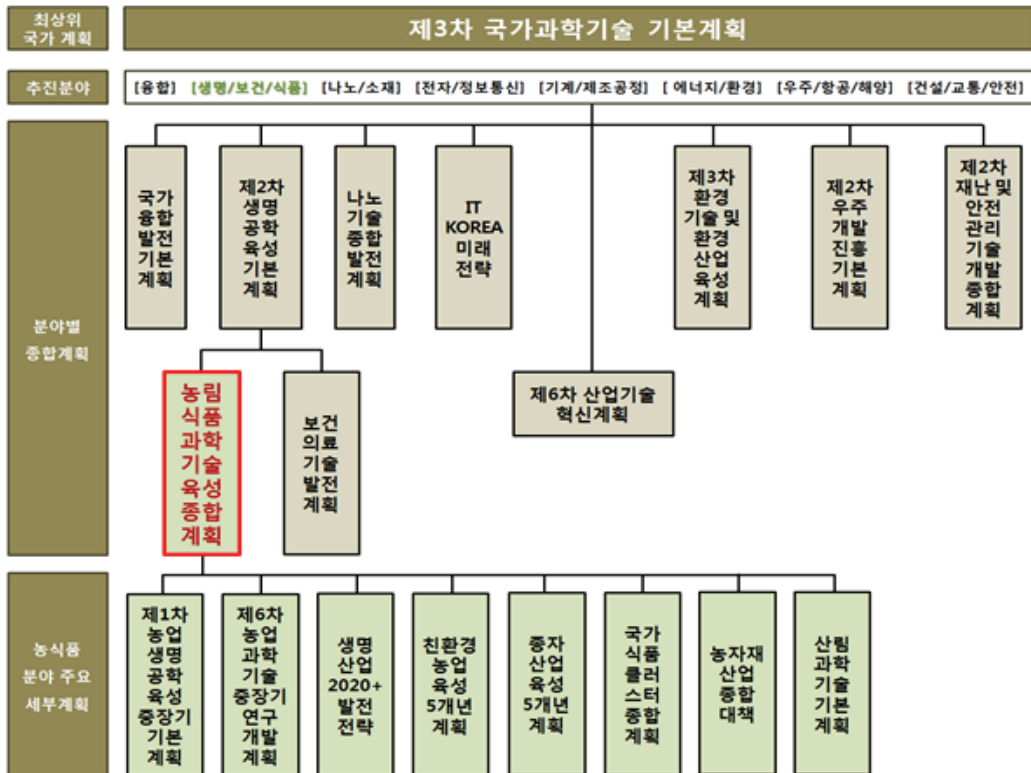 최상위
국가 계획
제3차 국가과학기술 기본계획
추진분야
[융합] [생명/보건/식품] [나노/소재] [전자/정보통신] [기계/제조공정] [ 에너지/환경] [우주/항공/해양] [건설/교통/안전]
분야별
종합계획
국가
융합
발전
기본
계획
제2차
생명
공학
육성
기본
계획
나노
기술
종합
발전
계획
IT
KOREA
미래
전략
제3차
환경
기술 및
환경
산업
육성
계획
제2차
우주
개발
진흥
기본
계획
제2차
재난 및
안전
관리
기술
개발
종합
계획
농림
식품
과학
기술
육성
종합
계획
보건
의료
기술
발전
계획
제6차 산업기술
혁신계획
농식품
분야 주요
세부계획
제1차
농업
생명
공학
육성
중장기
기본
계획
제6차
농업
과학
기술
중장기
연구
개발
계획
생명
산업
2020+
발전
전략
친환경
농업
육성
5개년
계획
종자
산업
육성
5개년
계획
국가
식품
클러
스터
종합
계획
농자재
산업
종합
대책
산림
과학
기술
기본
계획